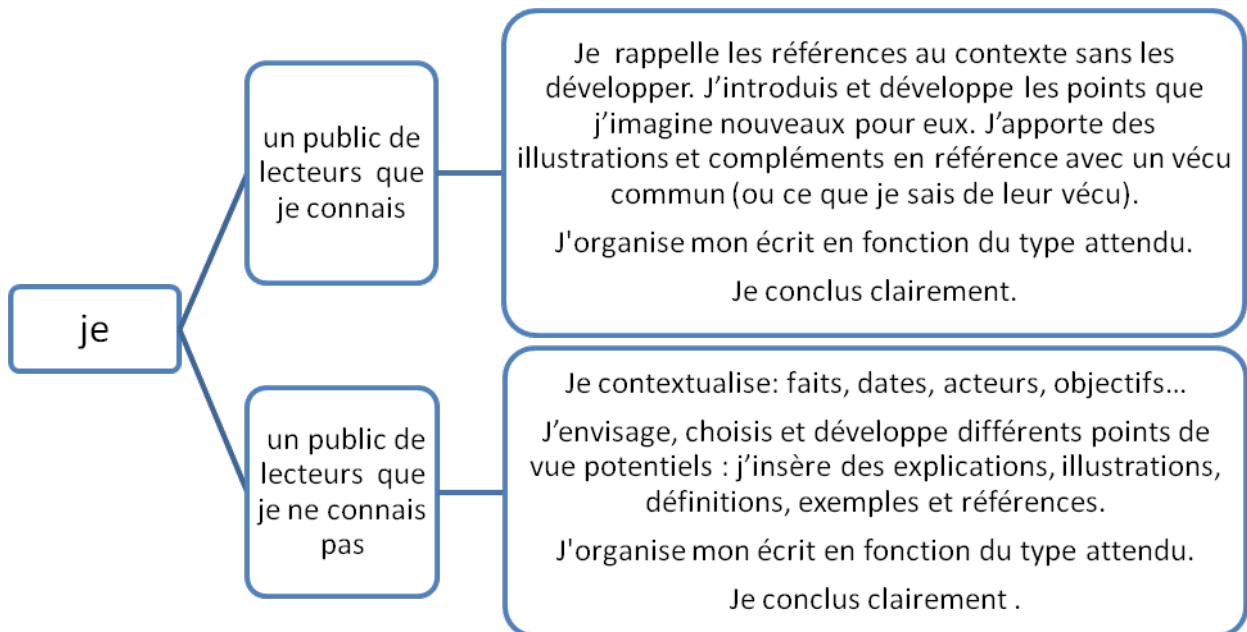 je
un public de
lecteurs que
je connais
Je rappelle les références au contexte sans les
développer. J’introduis et développe les points que
j’imagine nouveaux pour eux. J’apporte des
illustrations et compléments en référence avec un vécu
commun (ou ce que je sais de leur vécu).
J'organise mon écrit en fonction du type attendu.
Je conclus clairement.
un public de
lecteurs que
je ne connais
pas
Je contextualise: faits, dates, acteurs, objectifs…
J’envisage, choisis et développe différents points de
vue potentiels : j’insère des explications, illustrations,
définitions, exemples et références.
J'organise mon écrit en fonction du type attendu.
Je conclus clairement .